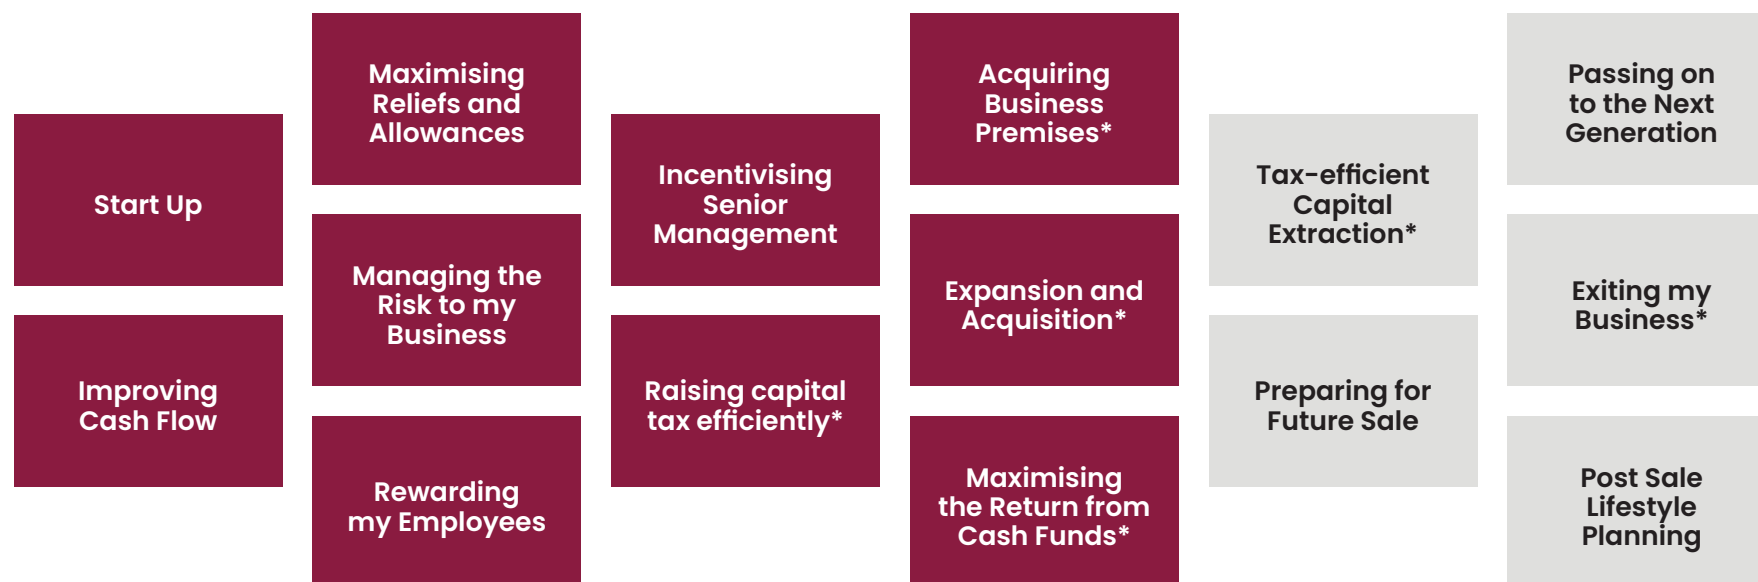 Start Up
Improving
Cash Flow
Maximising
Reliefs and
Allowances
Managing the
Risk to my
Business
Rewarding
my Employees
Incentivising
Senior
Management
Raising capital
tax efficiently*
Acquiring
Business
Premises*
Expansion and
Acquisition*
Maximising
the Return from
Cash Funds*
Tax-efficient
Capital
Extraction*
Preparing for
Future Sale
Passing on
to the Next
Generation
Exiting my
Business*
Post Sale
Lifestyle
Planning